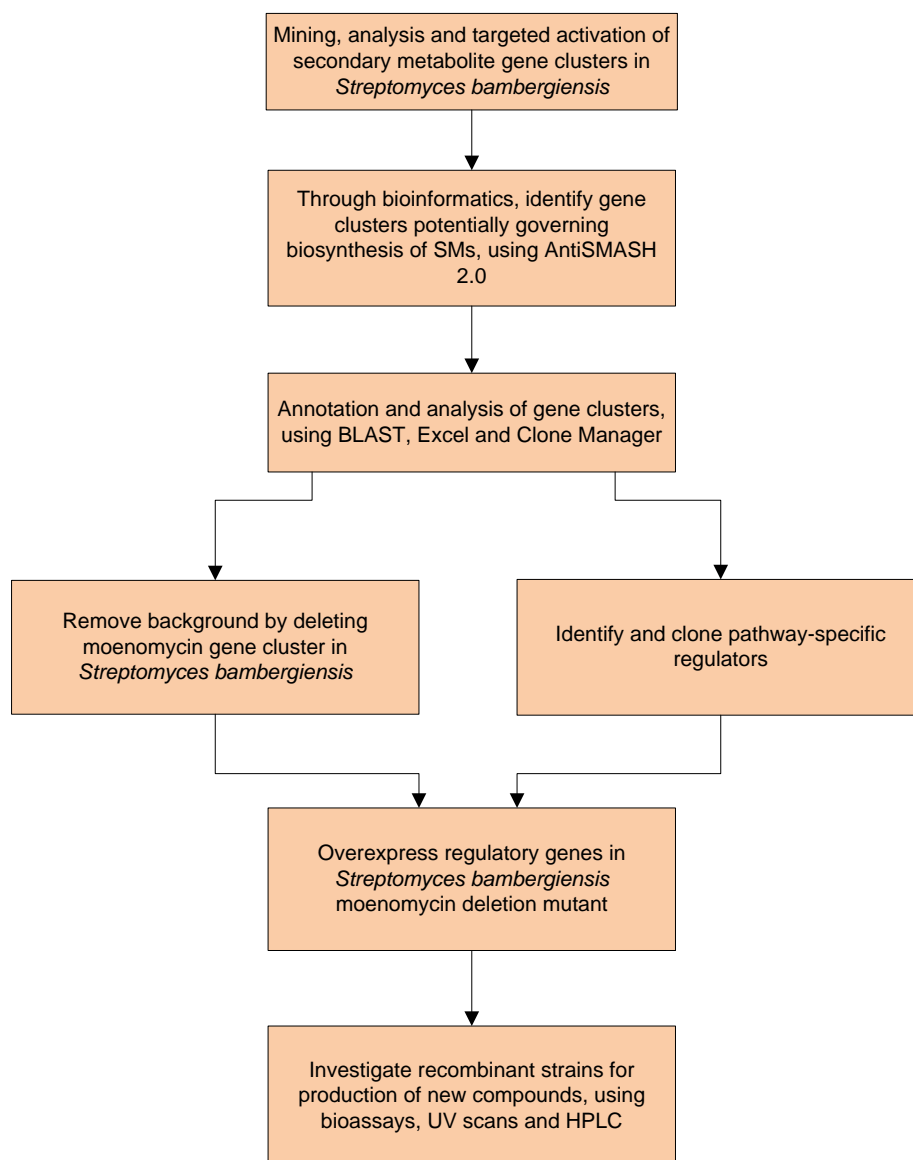 Mining, analysis and targeted activation of
secondary metabolite gene clusters in
Streptomyces bambergiensis
Through bioinformatics, identify gene
clusters potentially governing
biosynthesis of SMs, using AntiSMASH
2.0
Annotation and analysis of gene clusters,
using BLAST, Excel and Clone Manager
Remove background by deleting
moenomycin gene cluster in
Streptomyces bambergiensis
Identify and clone pathway-specific
regulators
Overexpress regulatory genes in
Streptomyces bambergiensis
moenomycin deletion mutant
Investigate recombinant strains for
production of new compounds, using
bioassays, UV scans and HPLC